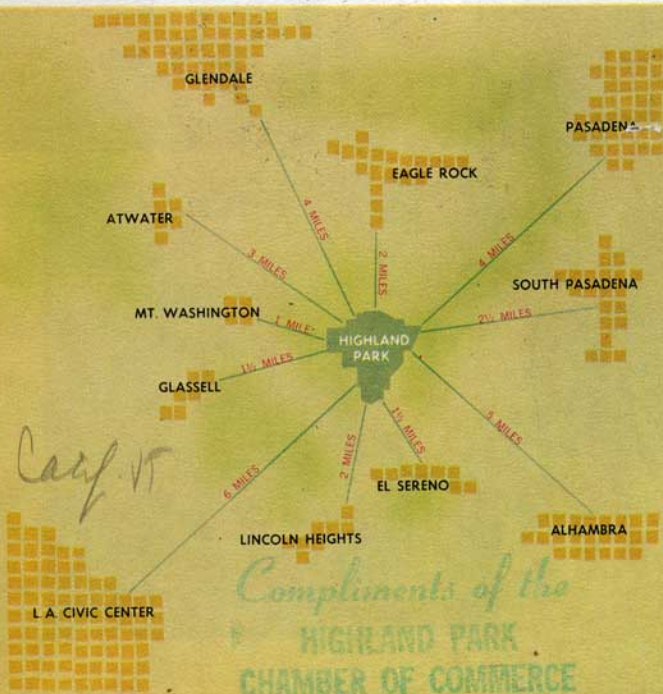 GLENDALE
PASADENA
EAGLE ROCK
ATWATER
4 MILES
3 MILES
2 MILES
4 MILES
SOUTH PASADENA
MT. WASHINGTON
1 MILE
2½ MILES
HIGHLAND
PARK
1½ MILES
GLASSELL
6 MILES
2 MILES
1½ MILES
5 MILES
Calif.
EL SERENO
LINCOLN HEIGHTS
ALHAMBRA
L.A. CIVIC CENTER
Compliments of the
HIGHLAND PARK
CHAMBER OF COMMERCE